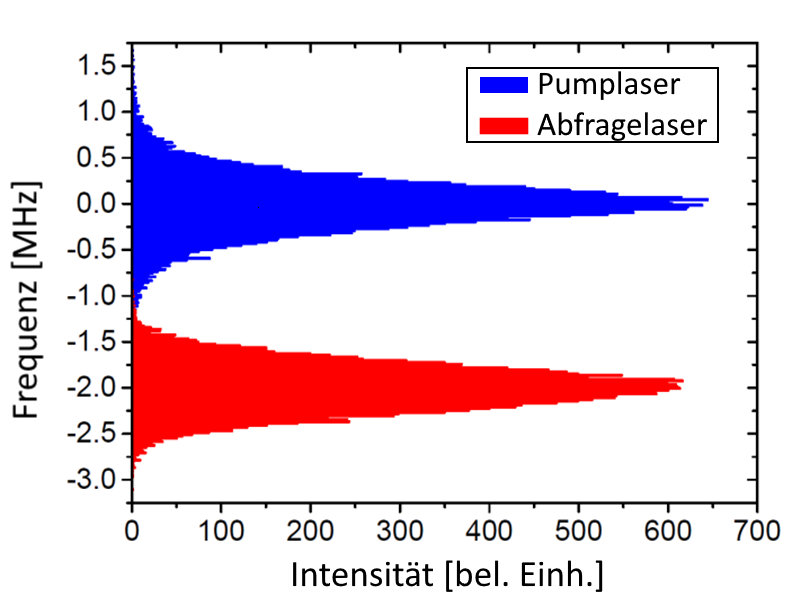 Pumplaser
Abfragelaser
Frequenz [MHz]
1.5
1.0
0.5
0.0
-0.5
-1.0
-1.5
-2.0
-2.5
-3.0
0 100 200 300 400 500 600 700
Intensität [bel. Einh.]